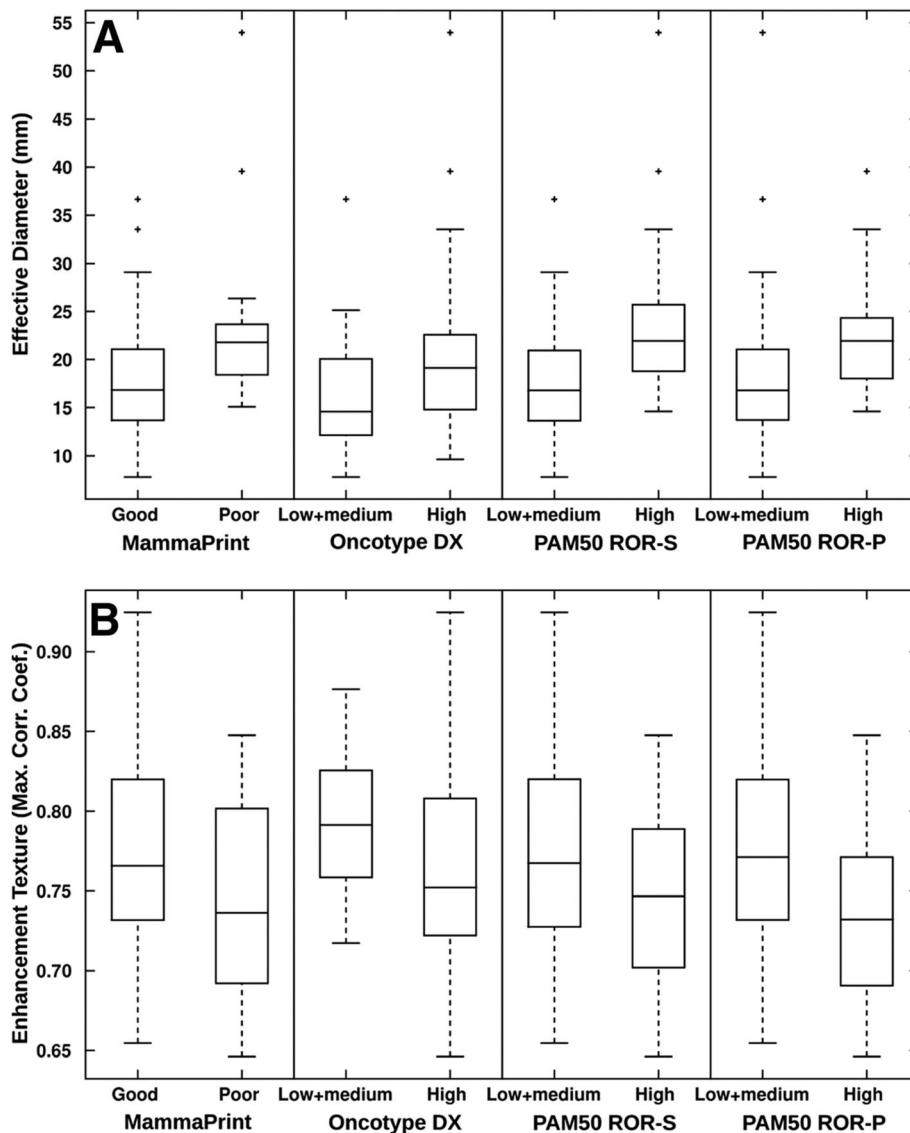 A
55
50
45
40
35
30
25
20
15
10
Effective Diameter (mm)
Good Poor Low+medium High Low+medium High Low+medium High
MammaPrint Oncotype DX PAM50 ROR-S PAM50 ROR-P
B
0.90
0.85
0.80
0.75
0.70
0.65
Enhancement Texture (Max. Corr. Coef.)
Good Poor Low+medium High Low+medium High Low+medium High
MammaPrint Oncotype DX PAM50 ROR-S PAM50 ROR-P